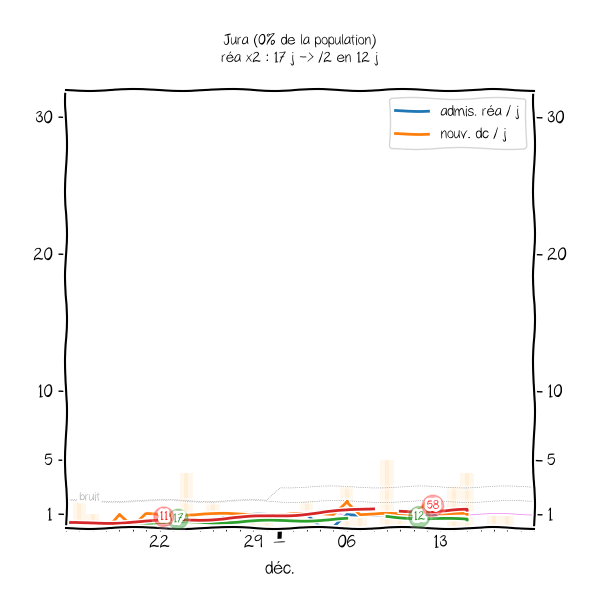 Jura (0% de la population)
réa x2 : 17 j -> /2 en 12 j
admis. réa / j
nouv. dc / j
30 30
20 20
10 10
5 5
bruit
1 11 17 12 58 1
22 29 06 13
déc.